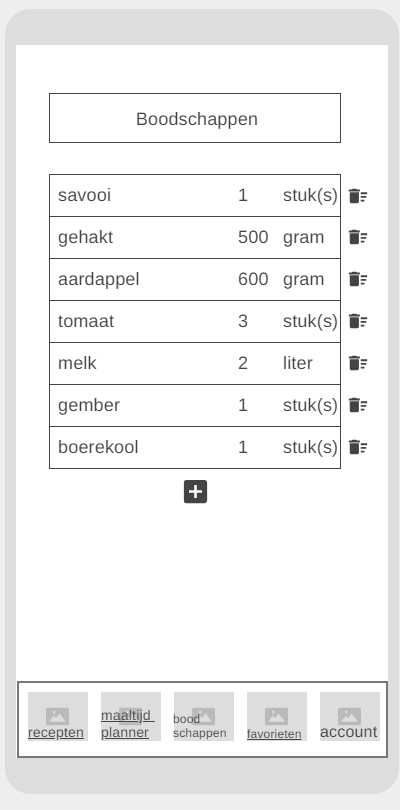 Boodschappen
savooi 1 stuk(s)
gehakt 500 gram
aardappel 600 gram
tomaat 3 stuk(s)
melk 2 liter
gember 1 stuk(s)
boerekool 1 stuk(s)
recepten
maaltijd
planner
bood
schappen
favorieten
account